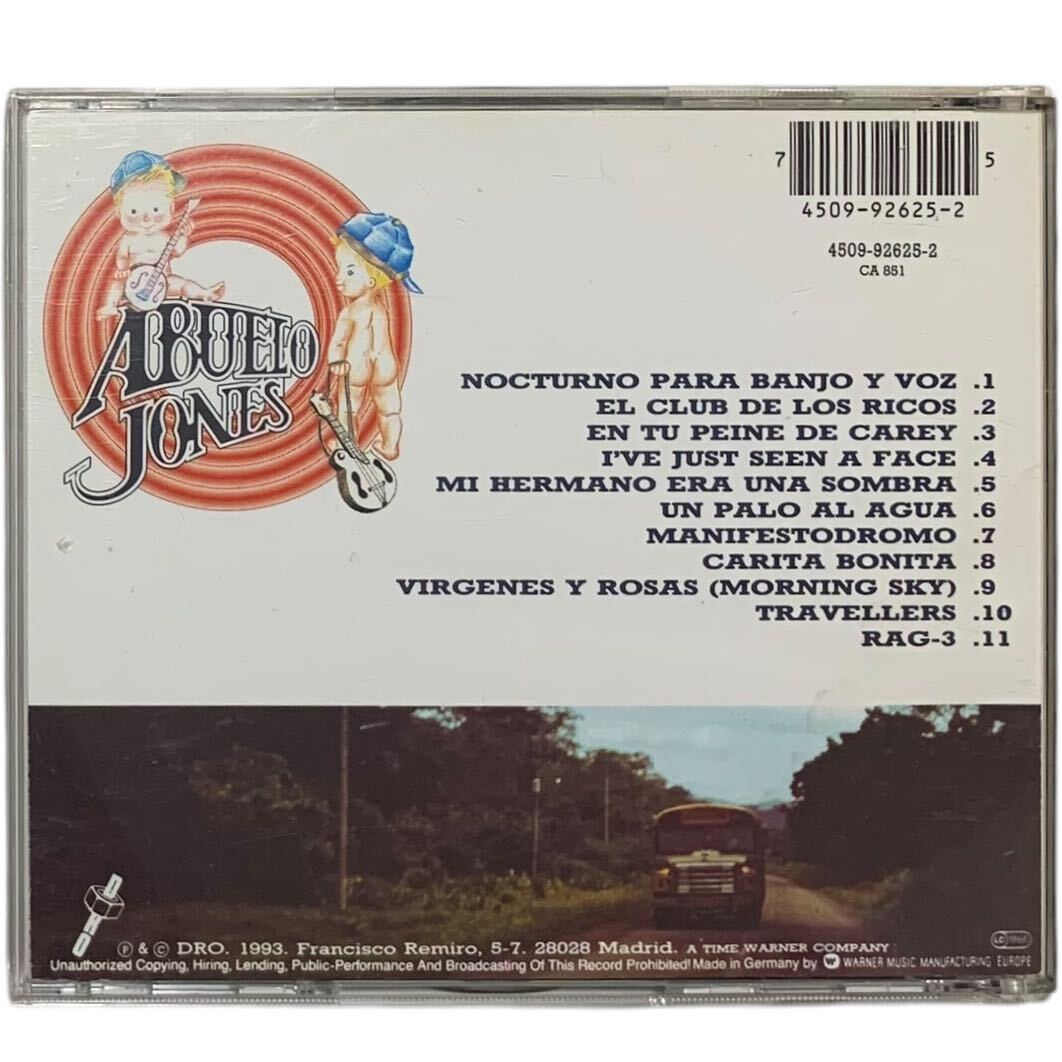 7 5
4509-92625-2
4509-92625-2
CA 851
ABUELO
JONES
NOCTURNO PARA BANJO Y VOZ .1
EL CLUB DE LOS RICOS .2
EN TU PEINE DE CAREY .3
I'VE JUST SEEN A FACE .4
MI HERMANO ERA UNA SOMBRA .5
UN PALO AL AGUA .6
MANIFESTODROMO .7
CARITA BONITA .8
VIRGENES Y ROSAS (MORNING SKY) .9
TRAVELLERS .10
RAG-3 .11
DRO
℗ & © DRO. 1993. Francisco Remiro, 5-7. 28028 Madrid. A TIME WARNER COMPANY
LC
Unauthorized Copying, Hiring, Lending, Public-Performance And Broadcasting Of This Record Prohibited! Made in Germany by WARNER MUSIC MANUFACTURING EUROPE